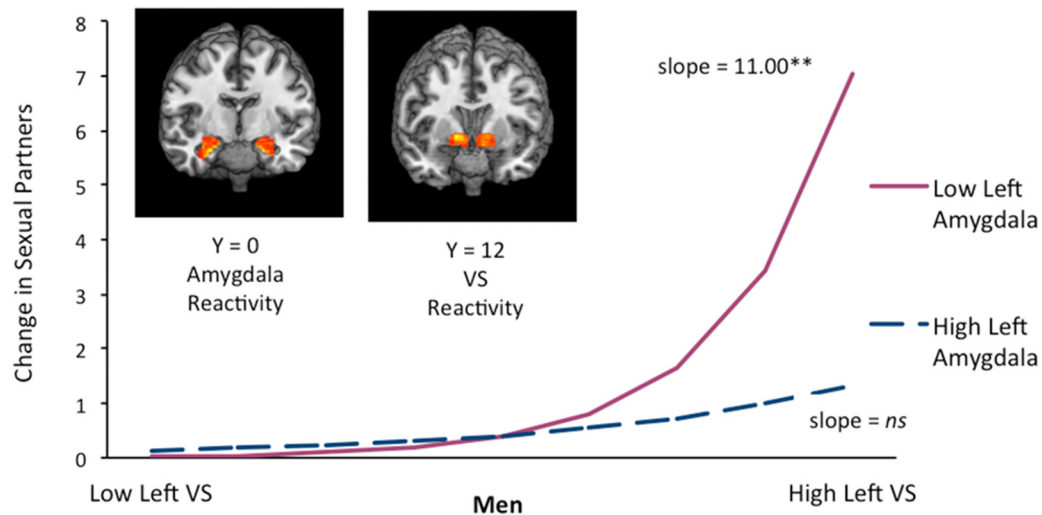 8
7
6
5
4
3
2
1
0
Change in Sexual Partners
Y = 0
Amygdala
Reactivity
Y = 12
VS
Reactivity
slope = 11.00**
Low Left
Amygdala
High Left
Amygdala
slope = ns
Low Left VS
Men
High Left VS